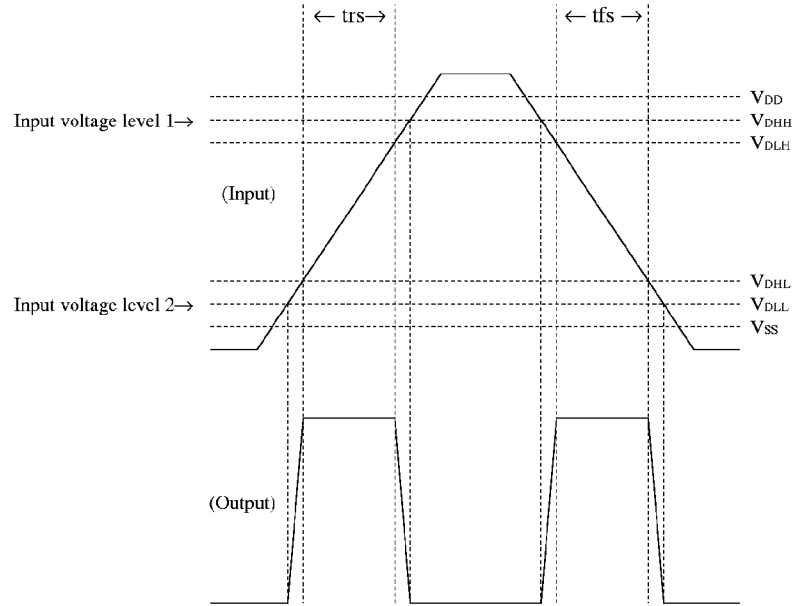 ← trs→
← tfs→
VDD
Input voltage level 1→
VDHH
VDLH
(Input)
VDHL
Input voltage level 2→
VDLL
VSS
(Output)